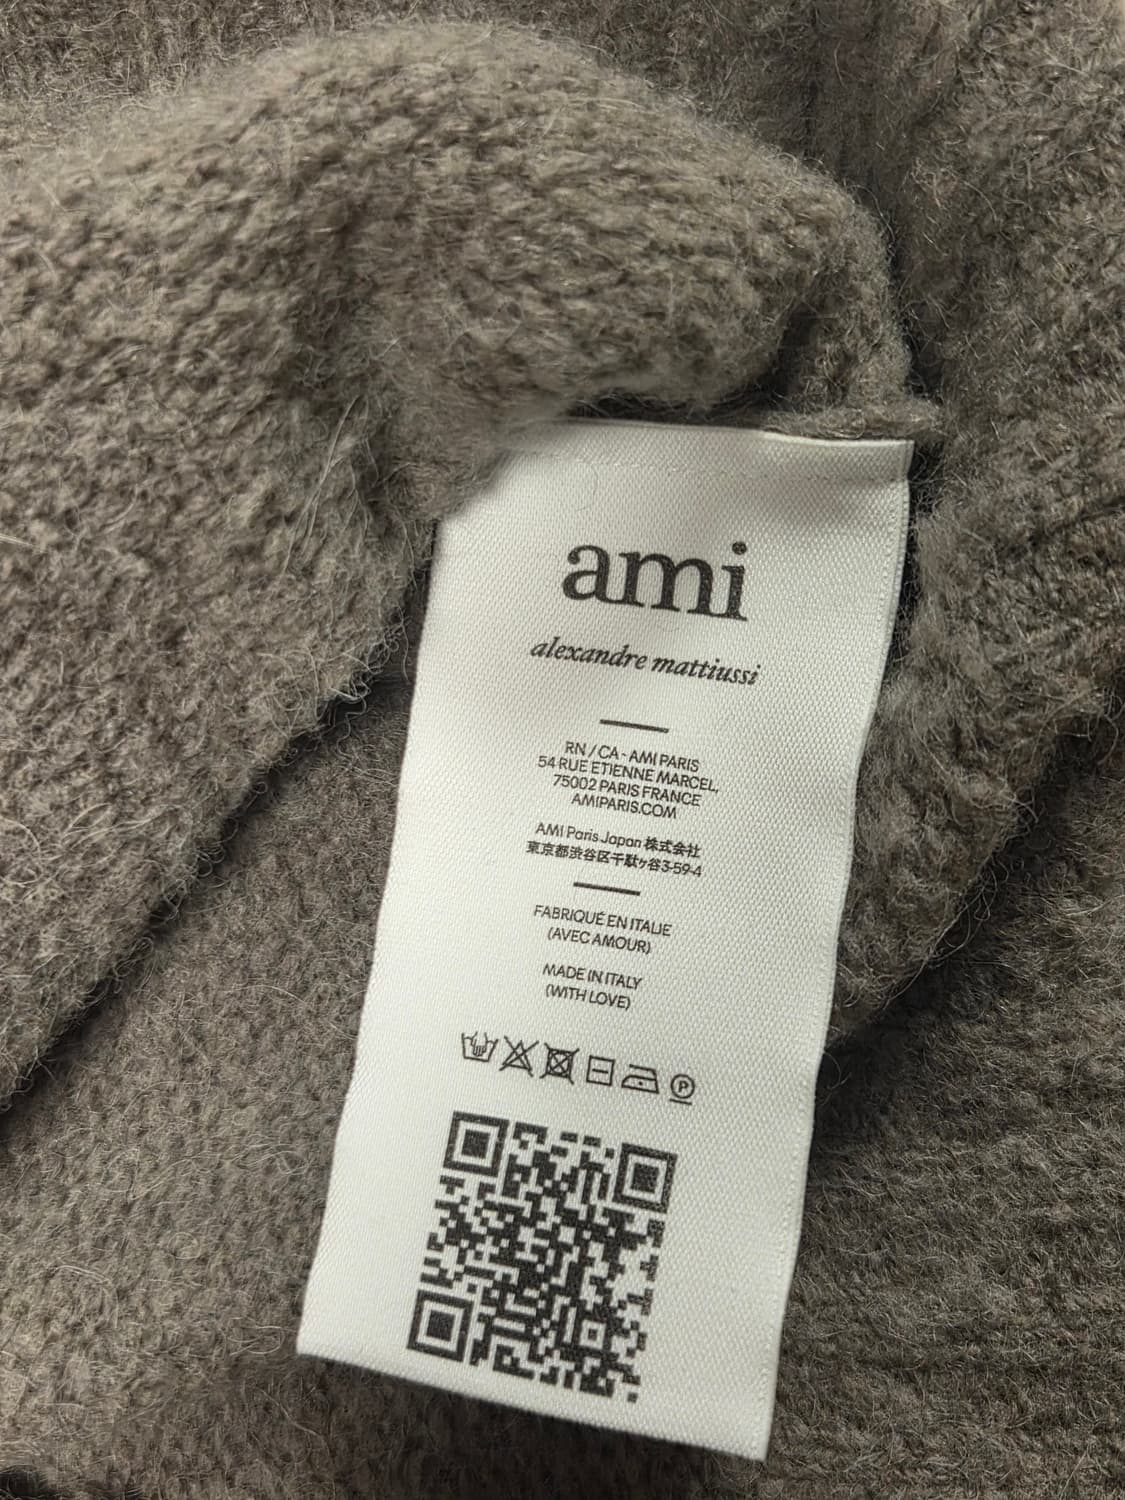 ami
alexandre mattiussi
RN / CA - AMI PARIS
54 RUE ETIENNE MARCEL,
75002 PARIS FRANCE
AMIPARIS.COM
AMI Paris Japan 株式会社
東京都渋谷区千駄ヶ谷3-59-4
FABRIQUÉ EN ITALIE
(AVEC AMOUR)
MADE IN ITALY
(WITH LOVE)
P